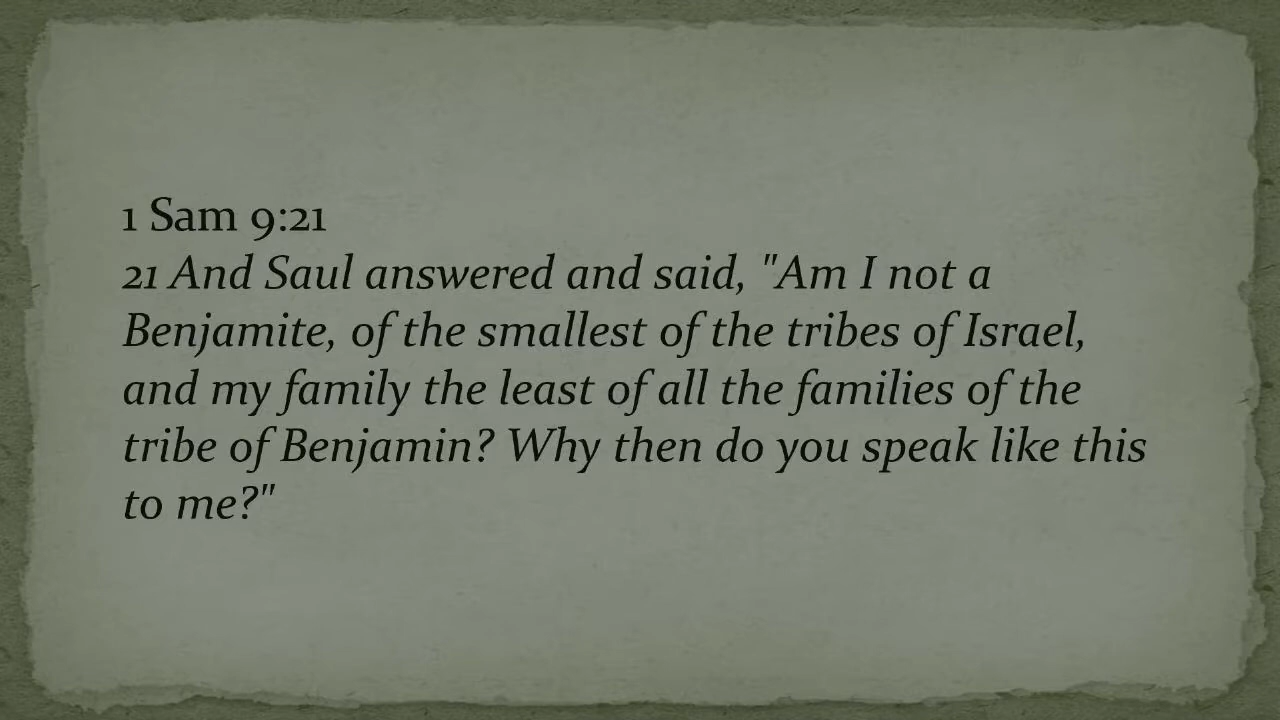 1 Sam 9:21
21 And Saul answered and said, "Am I not a
Benjamite, of the smallest of the tribes of Israel,
and my family the least of all the families of the
tribe of Benjamin? Why then do you speak like this
to me?"